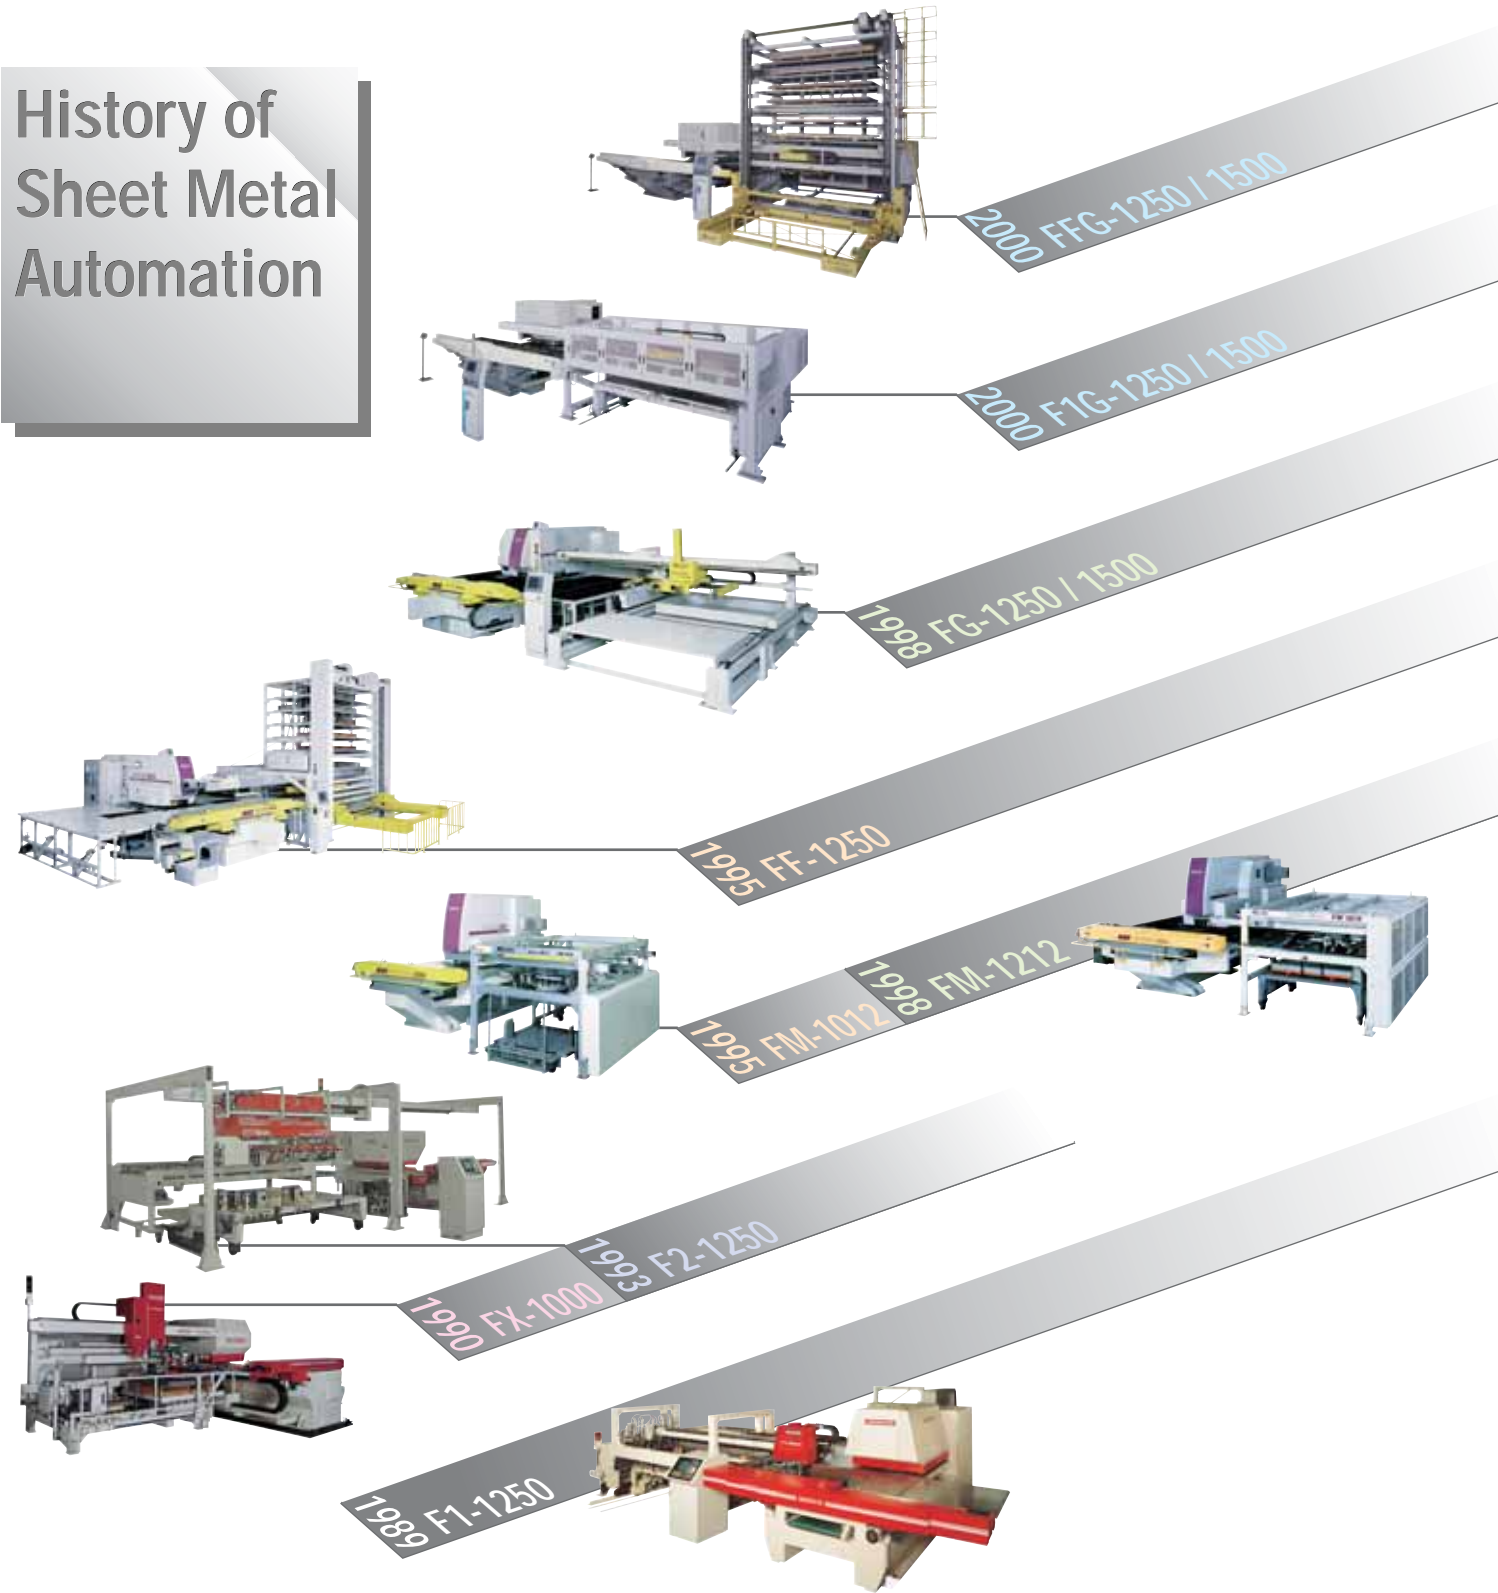 History of
Sheet Metal
Automation
2000 FFG-1250 / 1500
2000 F1G-1250 / 1500
1998 FG-1250 / 1500
1995 FF-1250
1998 FM-1212
1995 FM-1012
1993 F2-1250
1990 FX-1000
1989 F1-1250